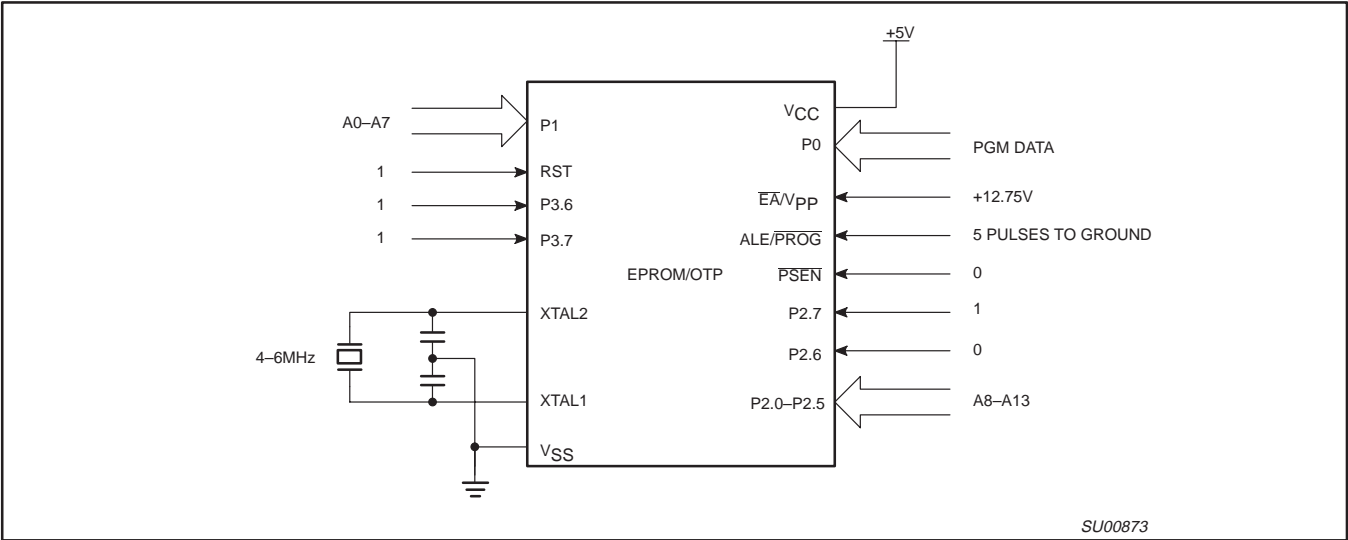 +5V
VCC
A0–A7
P1
P0
PGM DATA
1
RST
1
P3.6
EA/VPP
+12.75V
1
P3.7
ALE/PROG
5 PULSES TO GROUND
EPROM/OTP
PSEN
0
XTAL2
P2.7
1
4–6MHz
P2.6
0
XTAL1
P2.0–P2.5
A8–A13
VSS
SU00873